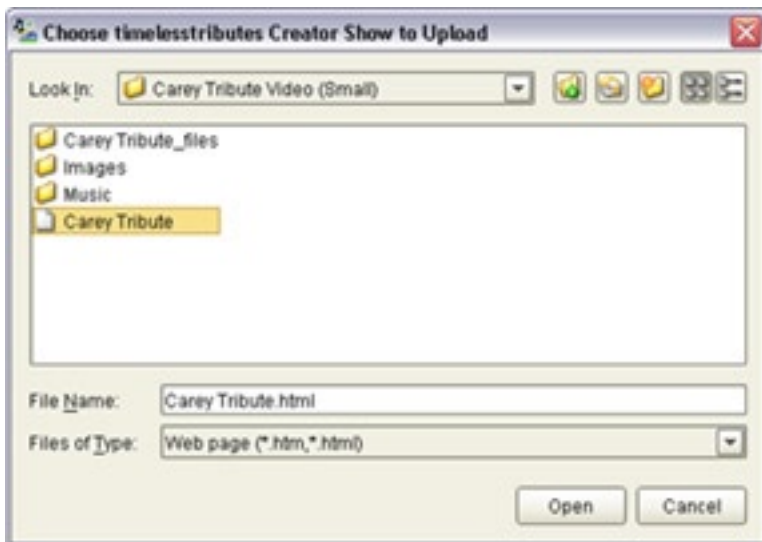 Choose timelesstributes Creator Show to Upload
Look In: Carey Tribute Video (Small)
Carey Tribute_files
Images
Music
Carey Tribute
File Name: Carey Tribute.html
Files of Type: Web page (*.htm,*.html)
Open Cancel